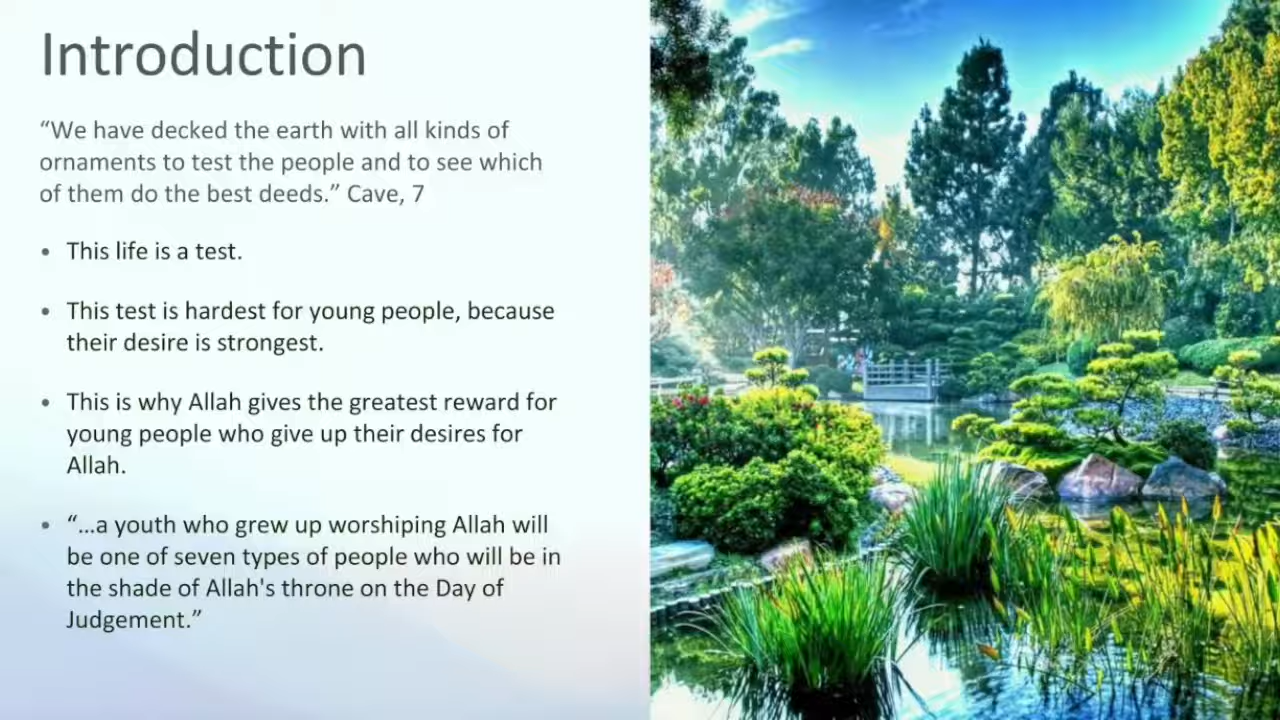 Introduction
“We have decked the earth with all kinds of
ornaments to test the people and to see which
of them do the best deeds.” Cave, 7
• This life is a test.
• This test is hardest for young people, because
their desire is strongest.
• This is why Allah gives the greatest reward for
young people who give up their desires for
Allah.
• “...a youth who grew up worshiping Allah will
be one of seven types of people who will be in
the shade of Allah's throne on the Day of
Judgement.”